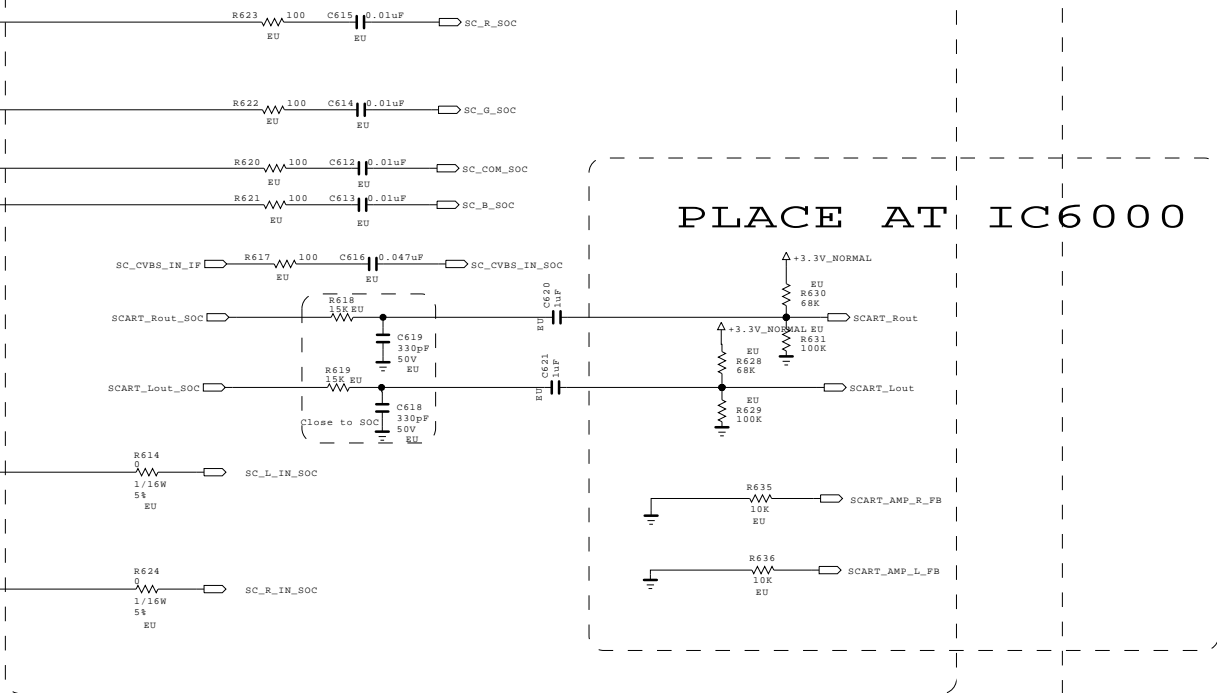 R623 100 C615 0.01uF SC_R_SOC
EU EU
R622 100 C614 0.01uF SC_G_SOC
EU EU
R620 100 C612 0.01uF SC_COM_SOC
EU EU
R621 100 C613 0.01uF SC_B_SOC
EU EU
PLACE AT IC6000
SC_CVBS_IN_IF R617 100 C616 0.047uF SC_CVBS_IN_SOC
EU EU
+3.3V_NORMAL
EU
R630
68K
R618
15K EU
C620
1uF
EU
SCART_Rout_SOC SCART_Rout
C619
330pF
50V
EU
+3.3V_NORMAL
EU
R631
100K
EU
R628
68K
R619
15K EU
C621
1uF
EU
SCART_Lout_SOC SCART_Lout
C618
330pF
50V
EU
Close to SOC
EU
R629
100K
R614
0
1/16W
5%
EU
SC_L_IN_SOC
R635
10K
EU
SCART_AMP_R_FB
R636
10K
EU
SCART_AMP_L_FB
R624
0
1/16W
5%
EU
SC_R_IN_SOC